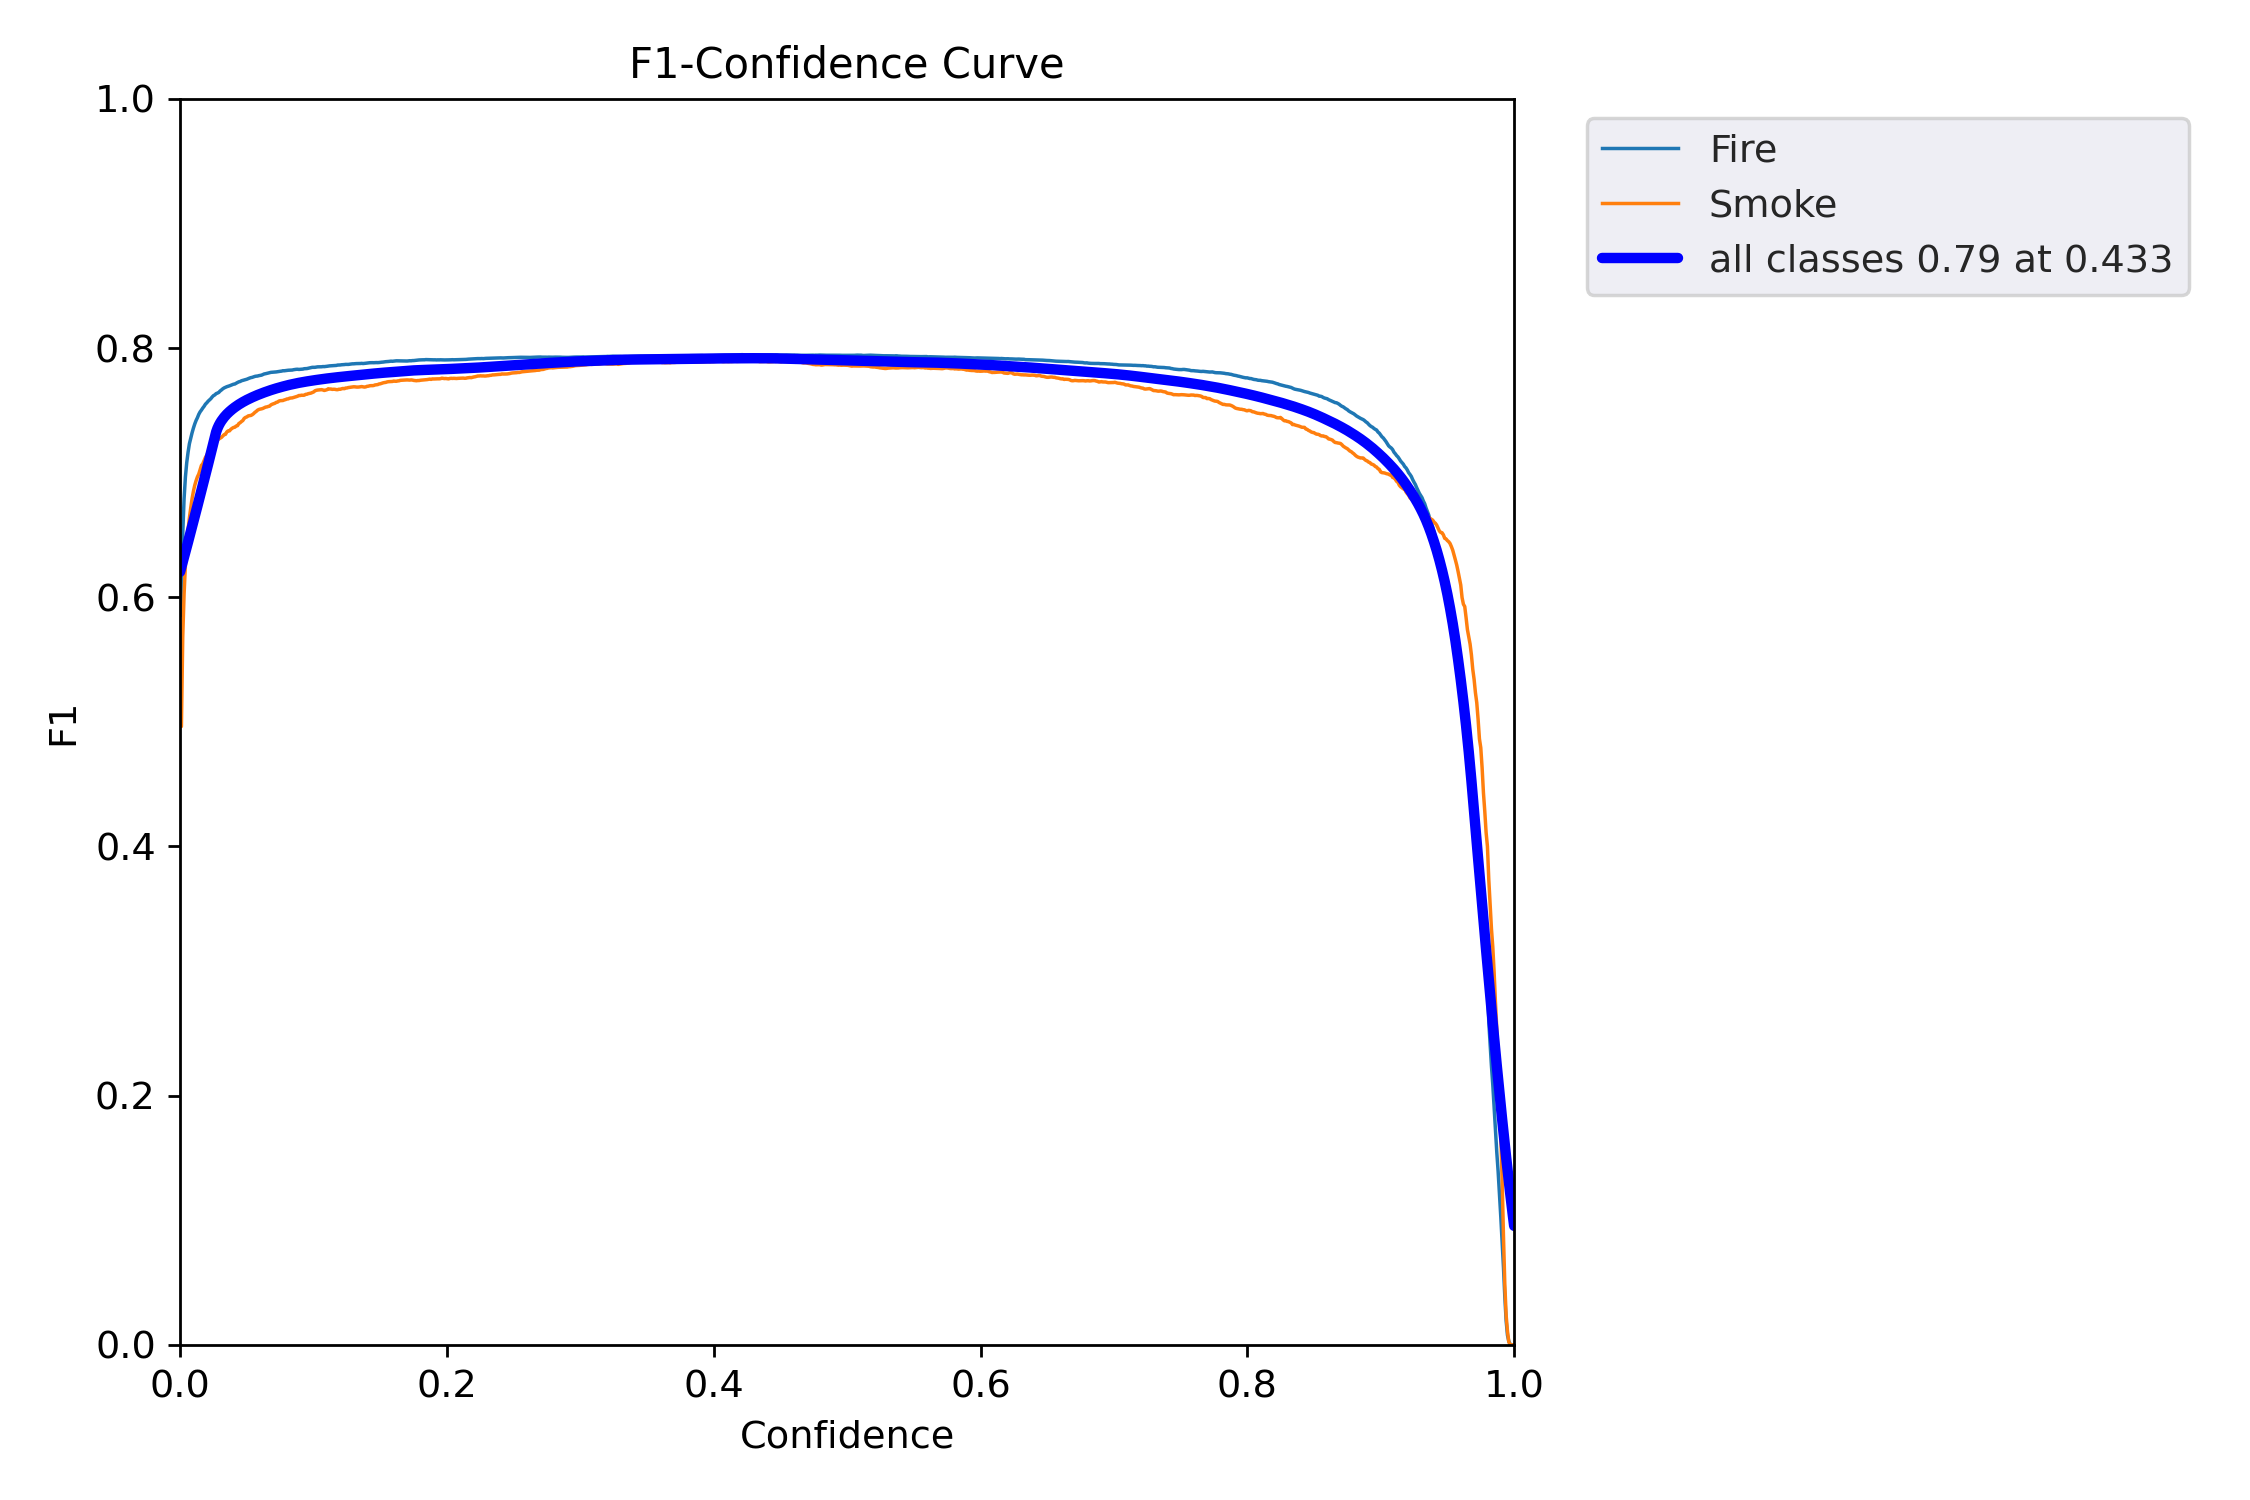 F1-Confidence Curve
1.0
0.8
0.6
0.4
0.2
0.0
F1
0.0 0.2 0.4 0.6 0.8 1.0
Confidence
Fire
Smoke
all classes 0.79 at 0.433